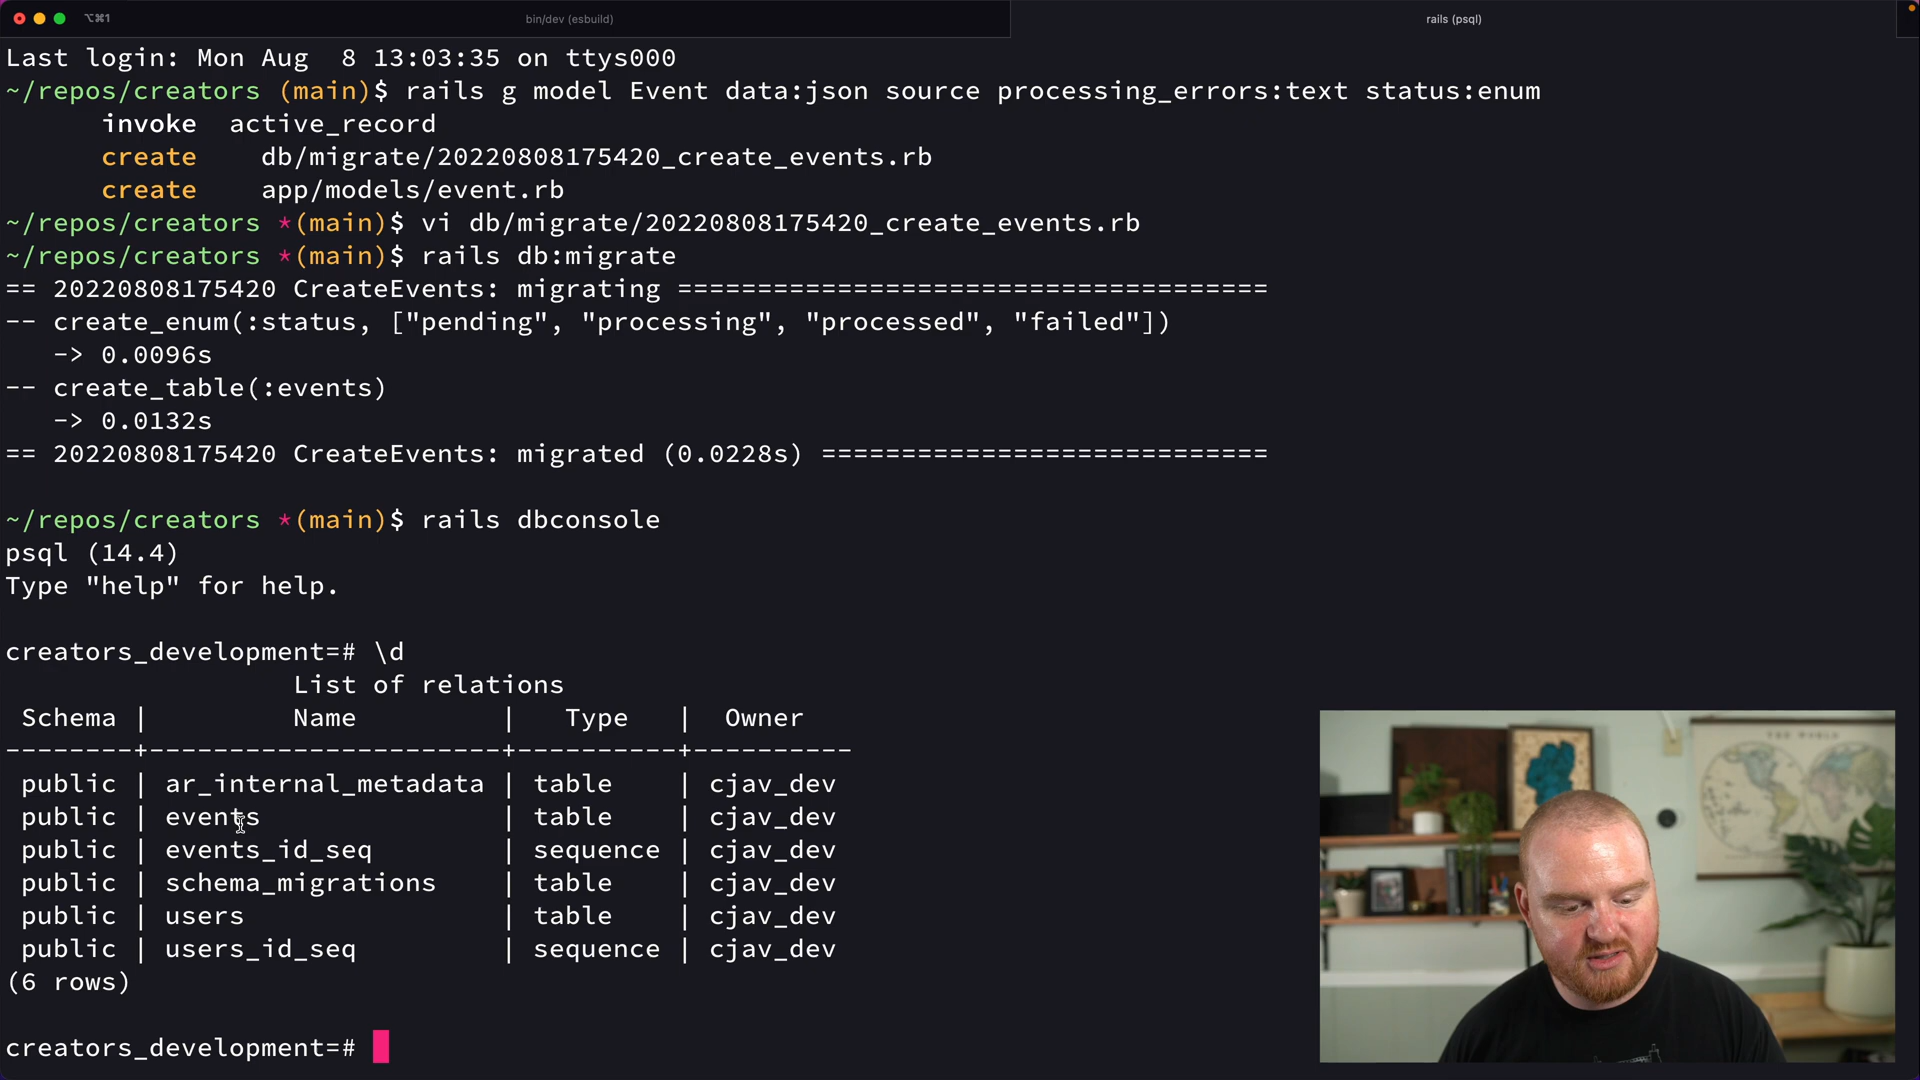 ⌥⌘1
bin/dev (esbuild)
rails (psql)
Last login: Mon Aug  8 13:03:35 on ttys000
~/repos/creators (main)$ rails g model Event data:json source processing_errors:text status:enum
      invoke  active_record
      create    db/migrate/20220808175420_create_events.rb
      create    app/models/event.rb
~/repos/creators *(main)$ vi db/migrate/20220808175420_create_events.rb
~/repos/creators *(main)$ rails db:migrate
== 20220808175420 CreateEvents: migrating =====================================
-- create_enum(:status, ["pending", "processing", "processed", "failed"])
   -> 0.0096s
-- create_table(:events)
   -> 0.0132s
== 20220808175420 CreateEvents: migrated (0.0228s) ============================
~/repos/creators *(main)$ rails dbconsole
psql (14.4)
Type "help" for help.
creators_development=# \d
                  List of relations
 Schema |         Name         |   Type   |  Owner
--------+----------------------+----------+----------
 public | ar_internal_metadata | table    | cjav_dev
 public | events               | table    | cjav_dev
 public | events_id_seq        | sequence | cjav_dev
 public | schema_migrations    | table    | cjav_dev
 public | users                | table    | cjav_dev
 public | users_id_seq         | sequence | cjav_dev
(6 rows)
creators_development=#
THE WORLD